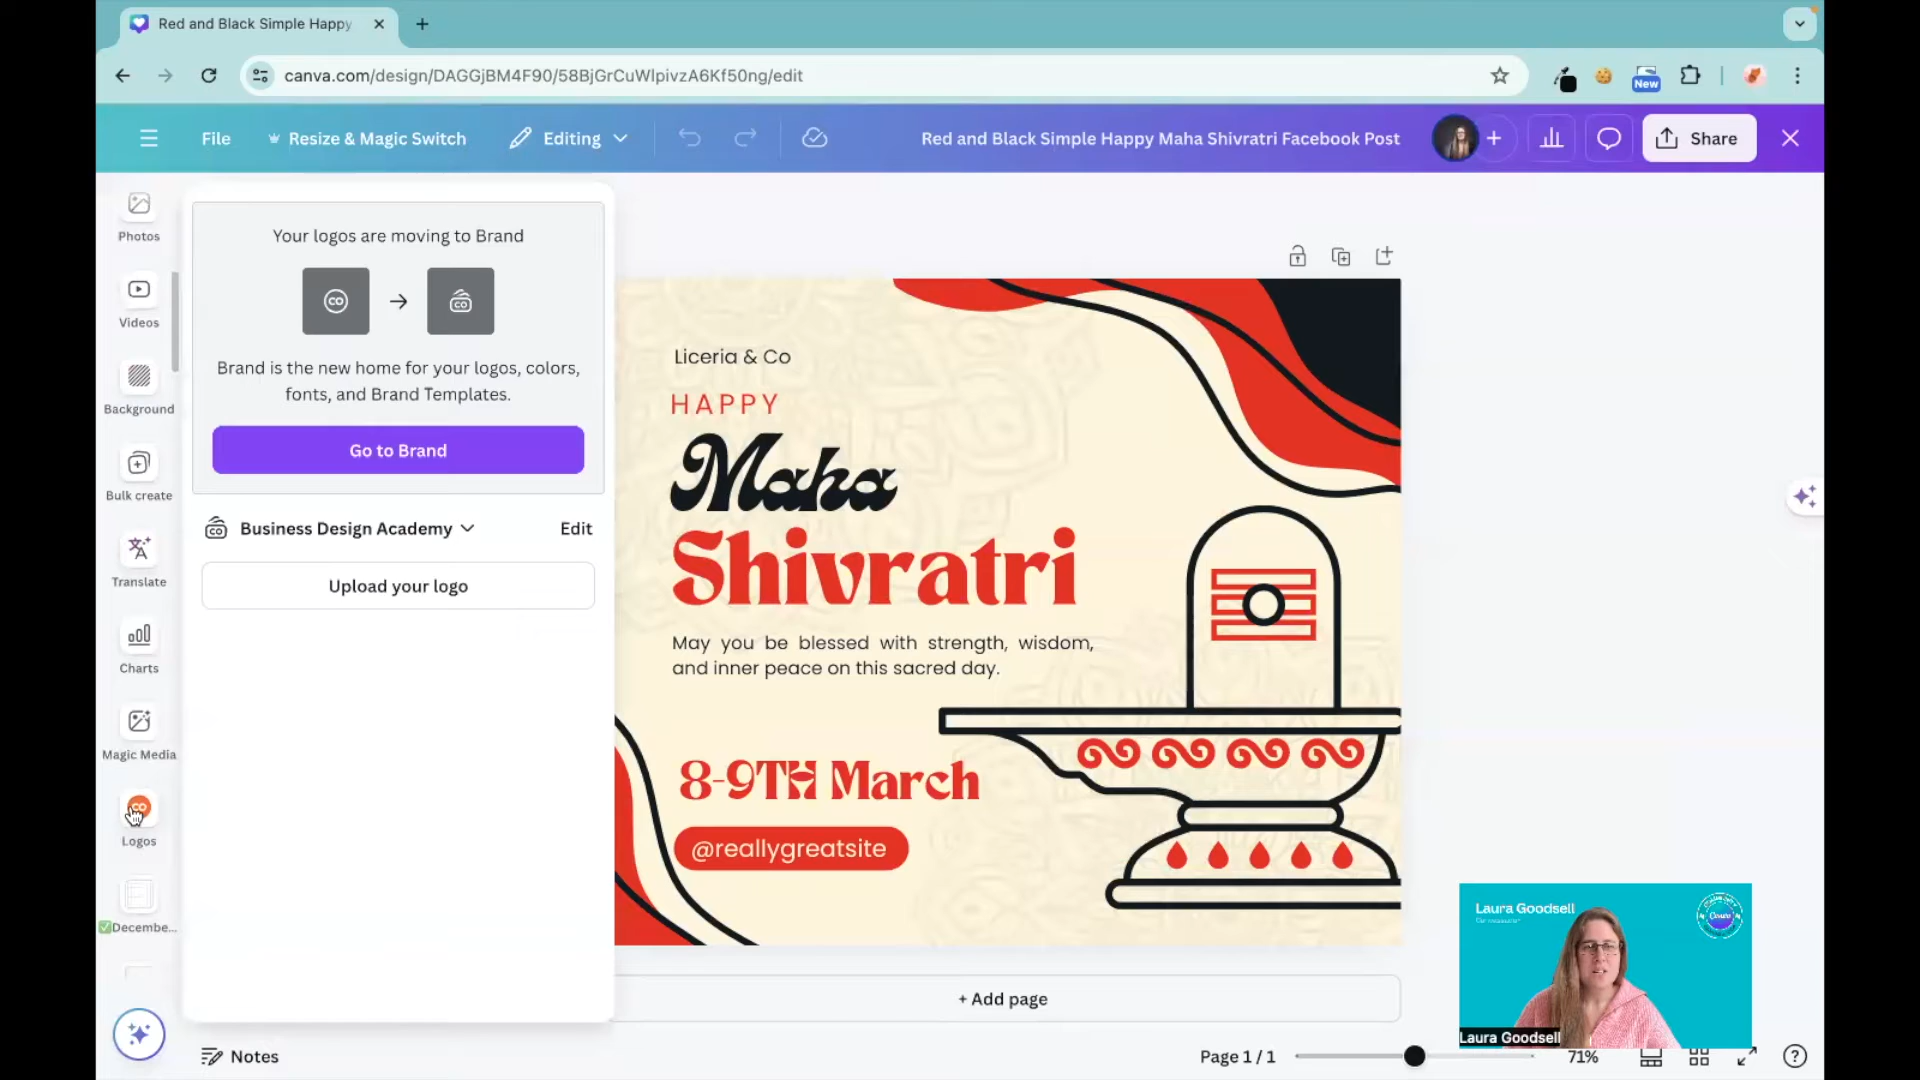 Red and Black Simple Happy
canva.com/design/DAGGjBM4F90/58BjGrCuWlpivzA6Kf50ng/edit
New
File
Resize & Magic Switch
Editing
Red and Black Simple Happy Maha Shivratri Facebook Post
Share
Photos
Videos
Background
Bulk create
Translate
Charts
Magic Media
Logos
Decembe...
Your logos are moving to Brand
CO
CO
Brand is the new home for your logos, colors,
fonts, and Brand Templates.
Go to Brand
CO
Business Design Academy
Edit
Upload your logo
Liceria & Co
HAPPY
Maha
Shivratri
May you be blessed with strength, wisdom,
and inner peace on this sacred day.
8-9TH March
@reallygreatsite
+ Add page
Laura Goodsell
Canva
Laura Goodsell
Notes
Page 1 / 1
71%